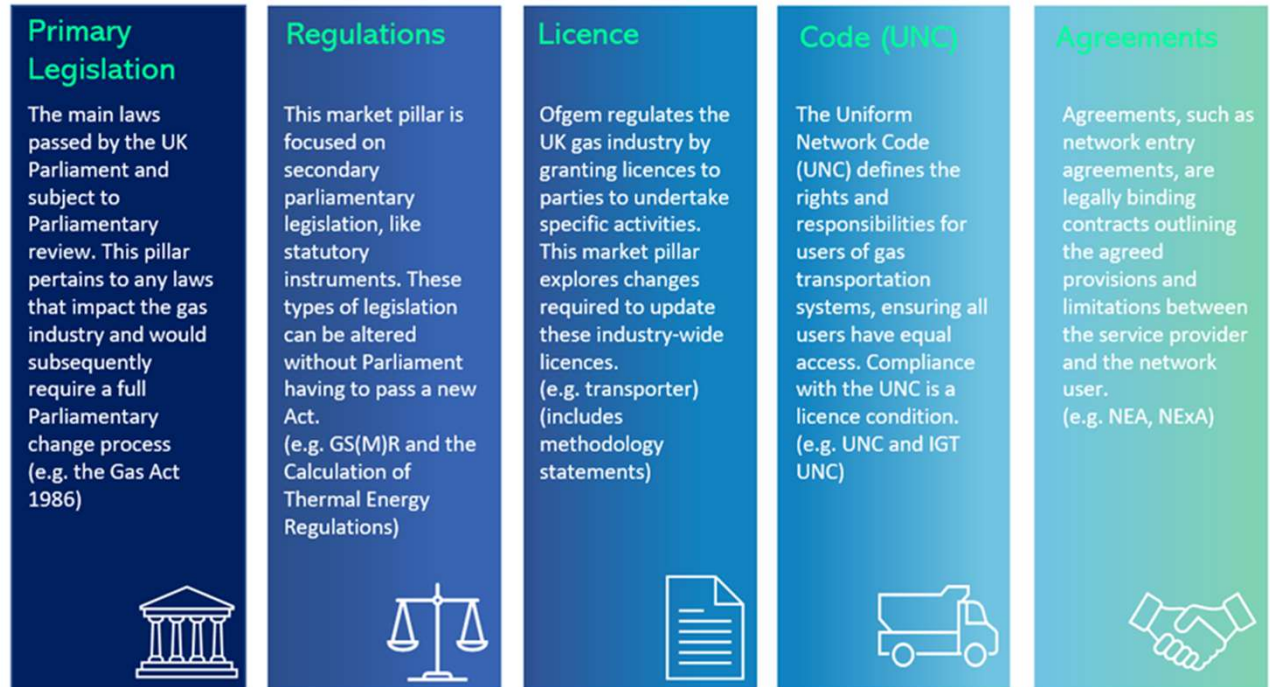 Primary
Legislation
The main laws
passed by the UK
Parliament and
subject to
Parliamentary
review. This pillar
pertains to any laws
that impact the gas
industry and would
subsequently
require a full
Parliamentary
change process
(e.g. the Gas Act
1986)
Regulations
This market pillar is
focused on
secondary
parliamentary
legislation, like
statutory
instruments. These
types of legislation
can be altered
without Parliament
having to pass a new
Act.
(e.g. GS(M)R and the
Calculation of
Thermal Energy
Regulations)
Licence
Ofgem regulates the
UK gas industry by
granting licences to
parties to undertake
specific activities.
This market pillar
explores changes
required to update
these industry-wide
licences.
(e.g. transporter)
(includes
methodology
statements)
Code (UNC)
The Uniform
Network Code
(UNC) defines the
rights and
responsibilities for
users of gas
transportation
systems, ensuring all
users have equal
access. Compliance
with the UNC is a
licence condition.
(e.g. UNC and IGT
UNC)
Agreements
Agreements, such as
network entry
agreements, are
legally binding
contracts outlining
the agreed
provisions and
limitations between
the service provider
and the network
user.
(e.g. NEA, NExA)